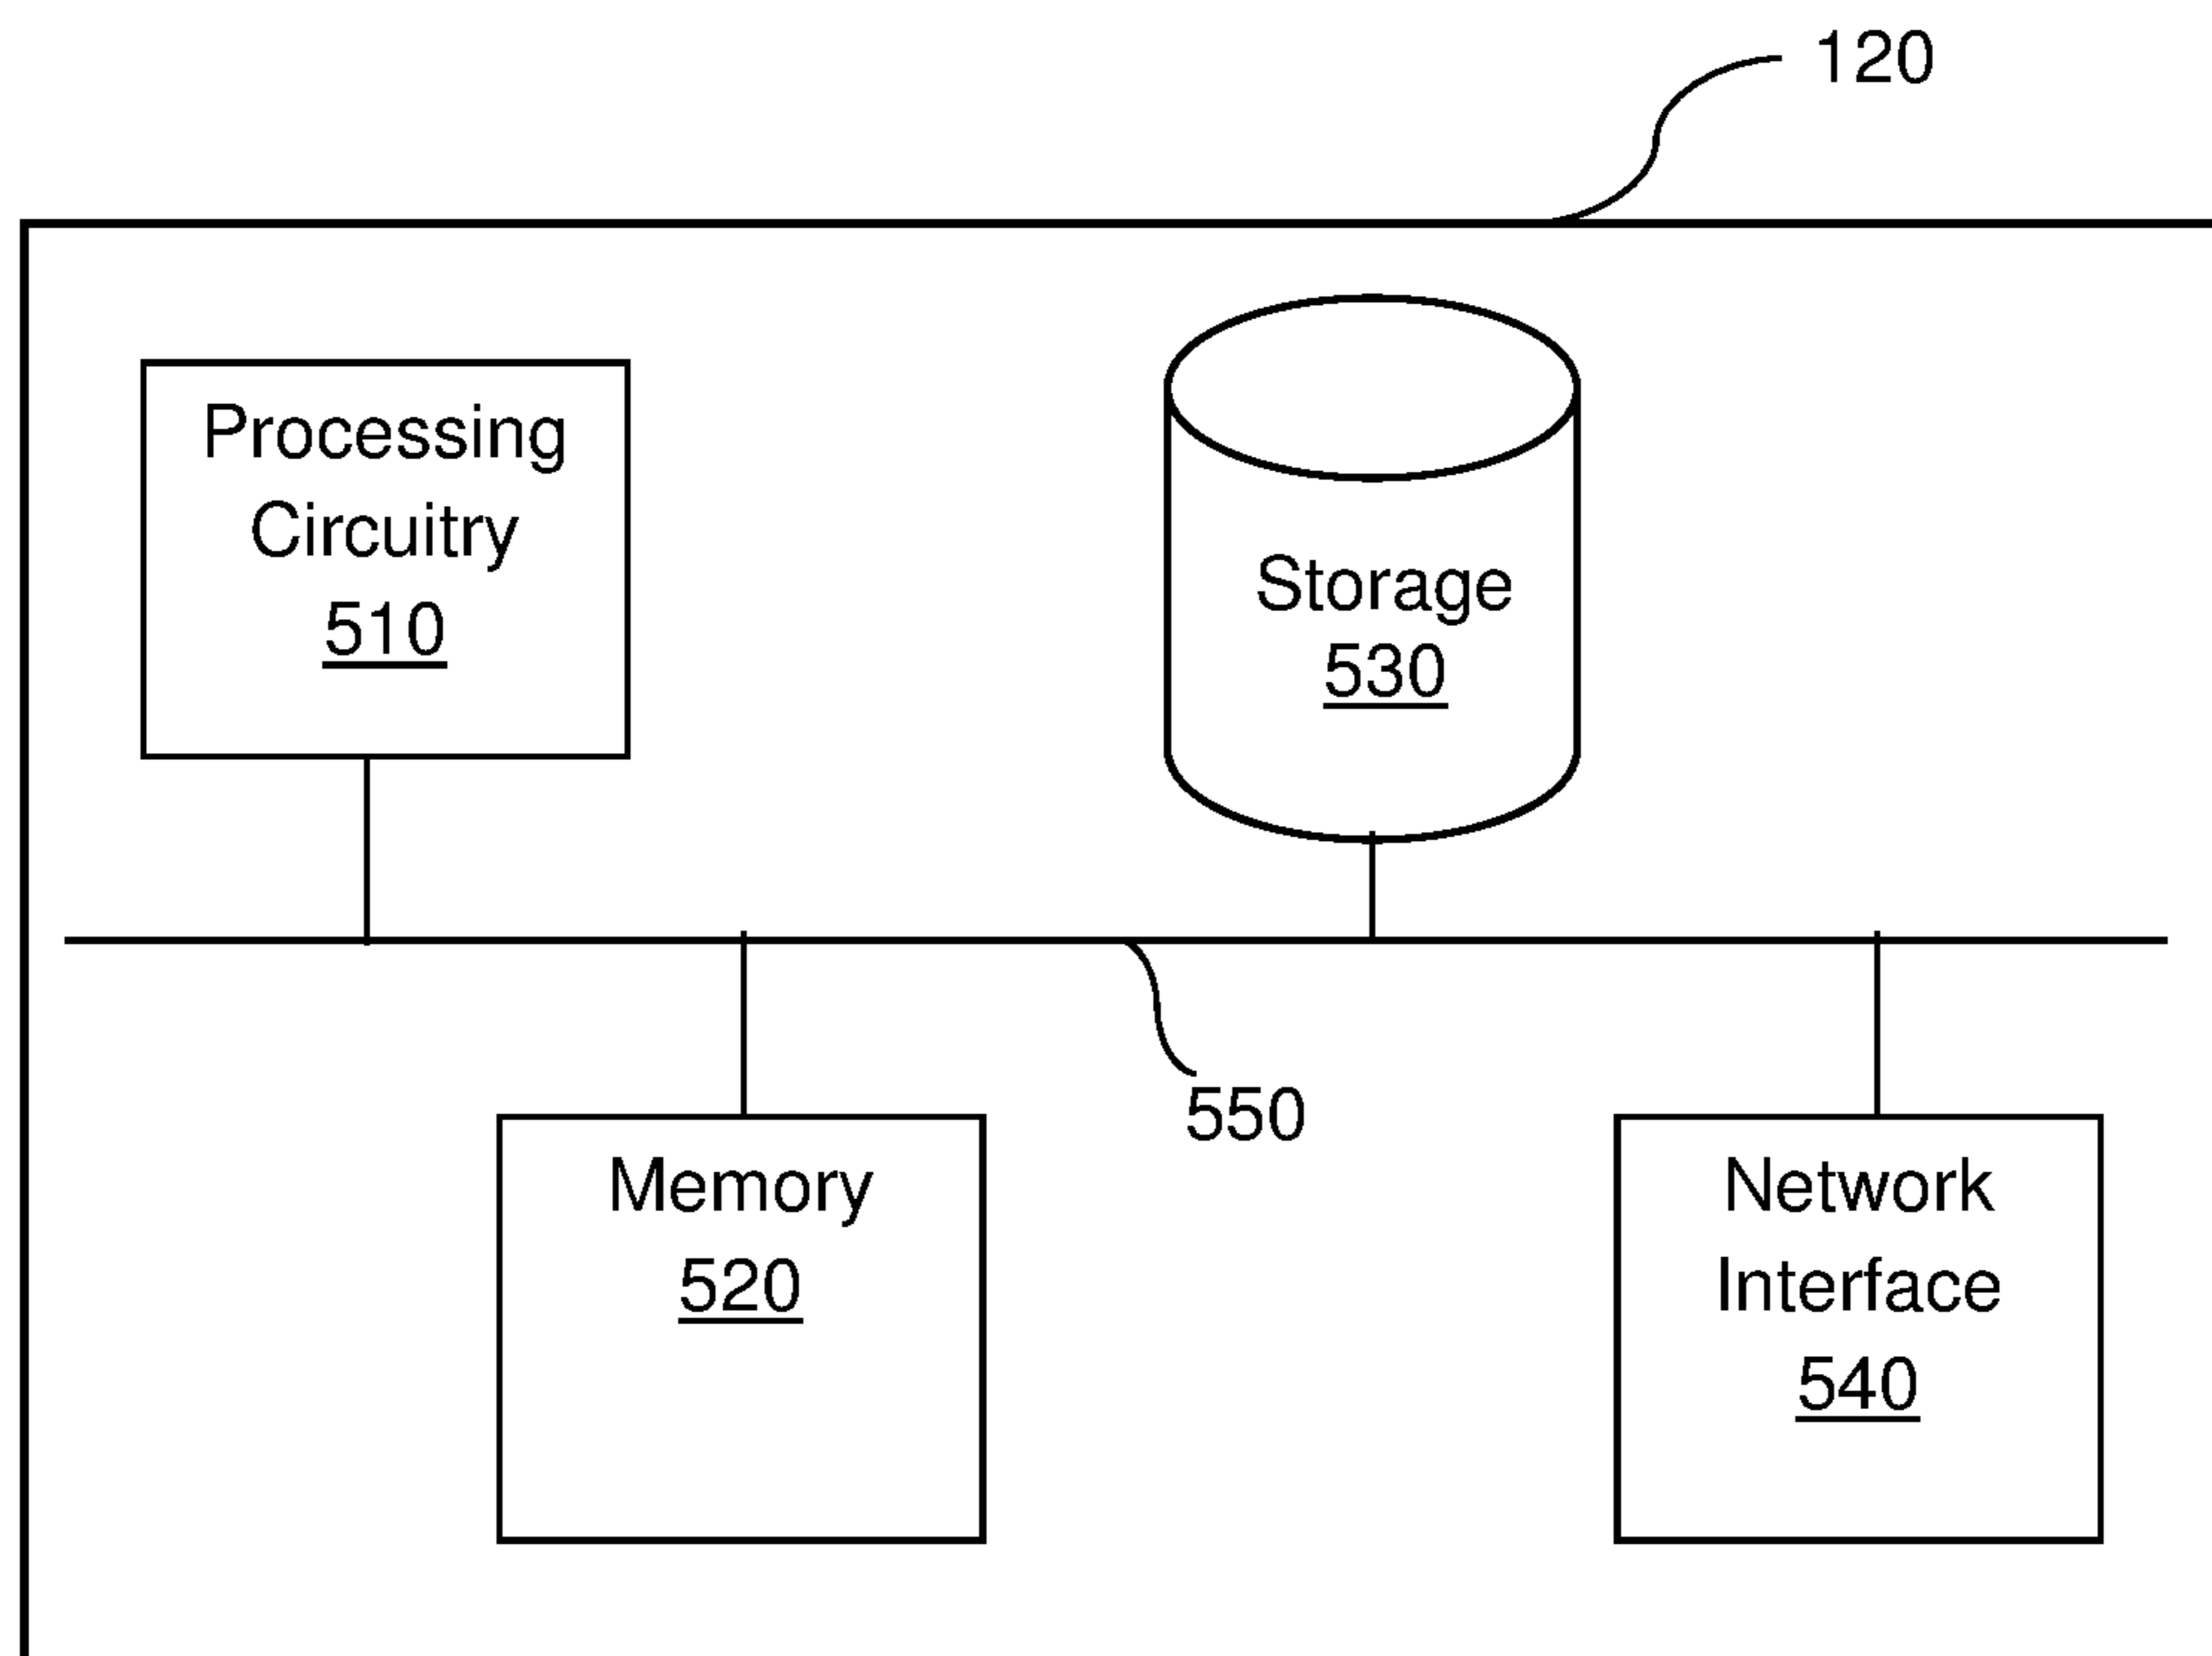 120
Processing
Circuitry
510
Storage
530
550
Memory
520
Network
Interface
540